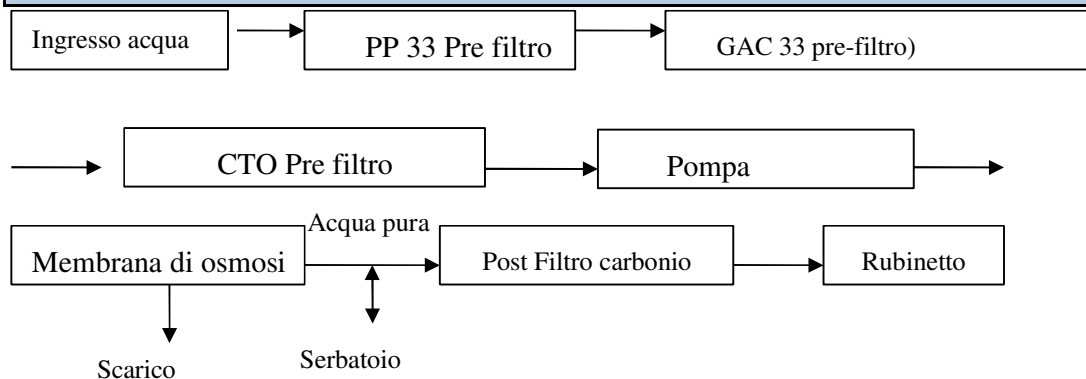 Ingresso acqua
PP 33 Pre filtro
GAC 33 pre-filtro)
CTO Pre filtro
Pompa
Acqua pura
Membrana di osmosi
Post Filtro carbonio
Rubinetto
Scarico
Serbatoio